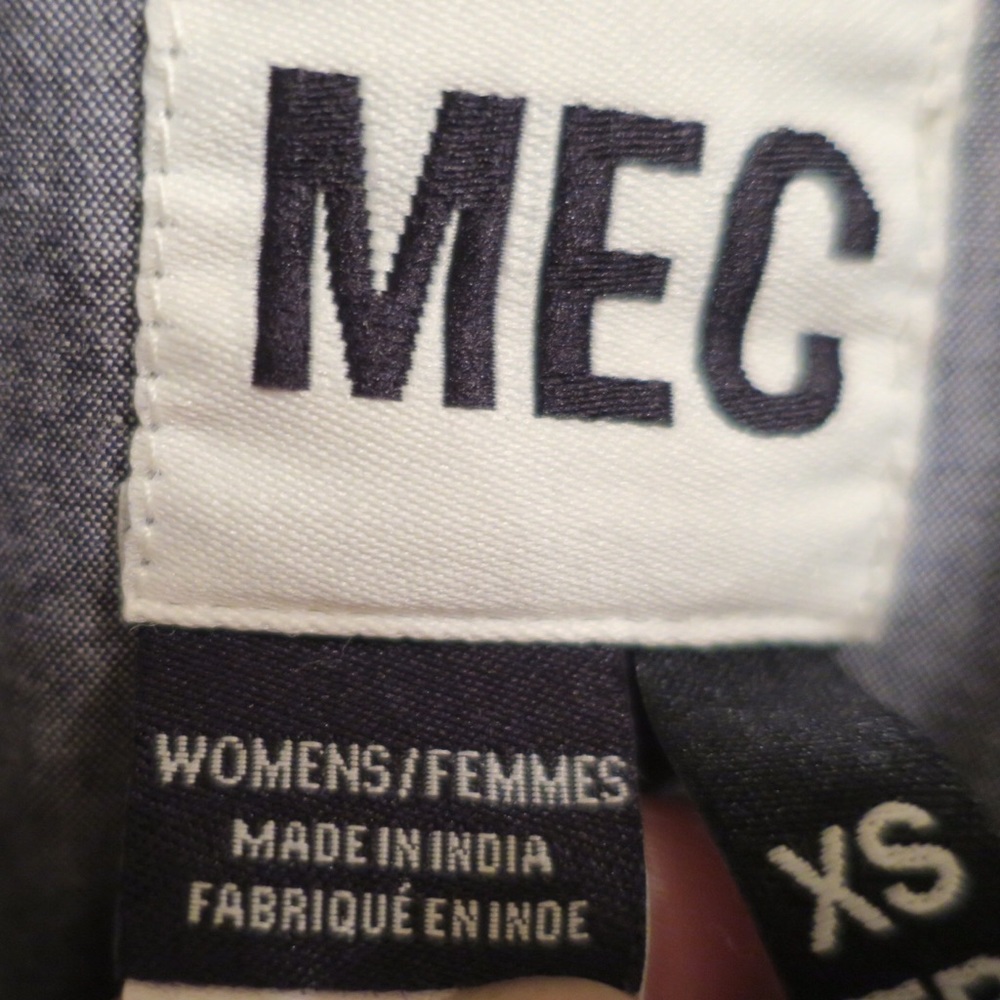 MEC
WOMENS/FEMMES
MADE IN INDIA
FABRIQUÉ EN INDE
XS